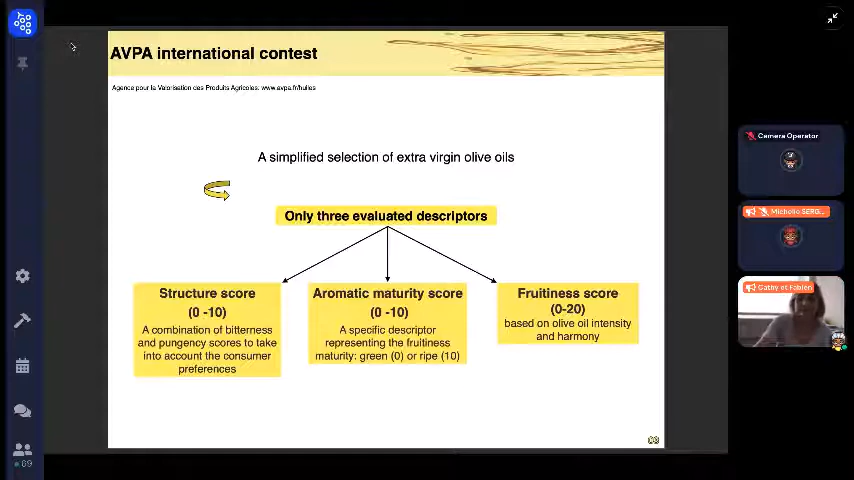 AVPA international contest
Agence pour la Valorisation des Produits Agricoles: www.avpa.fr/huiles
A simplified selection of extra virgin olive oils
Only three evaluated descriptors
Structure score
(0 -10)
A combination of bitterness
and pungency scores to take
into account the consumer
preferences
Aromatic maturity score
(0 -10)
A specific descriptor
representing the fruitiness
maturity: green (0) or ripe (10)
Fruitiness score
(0-20)
based on olive oil intensity
and harmony
Camera Operator
Michelle SERG...
Cathy et Fabien
69